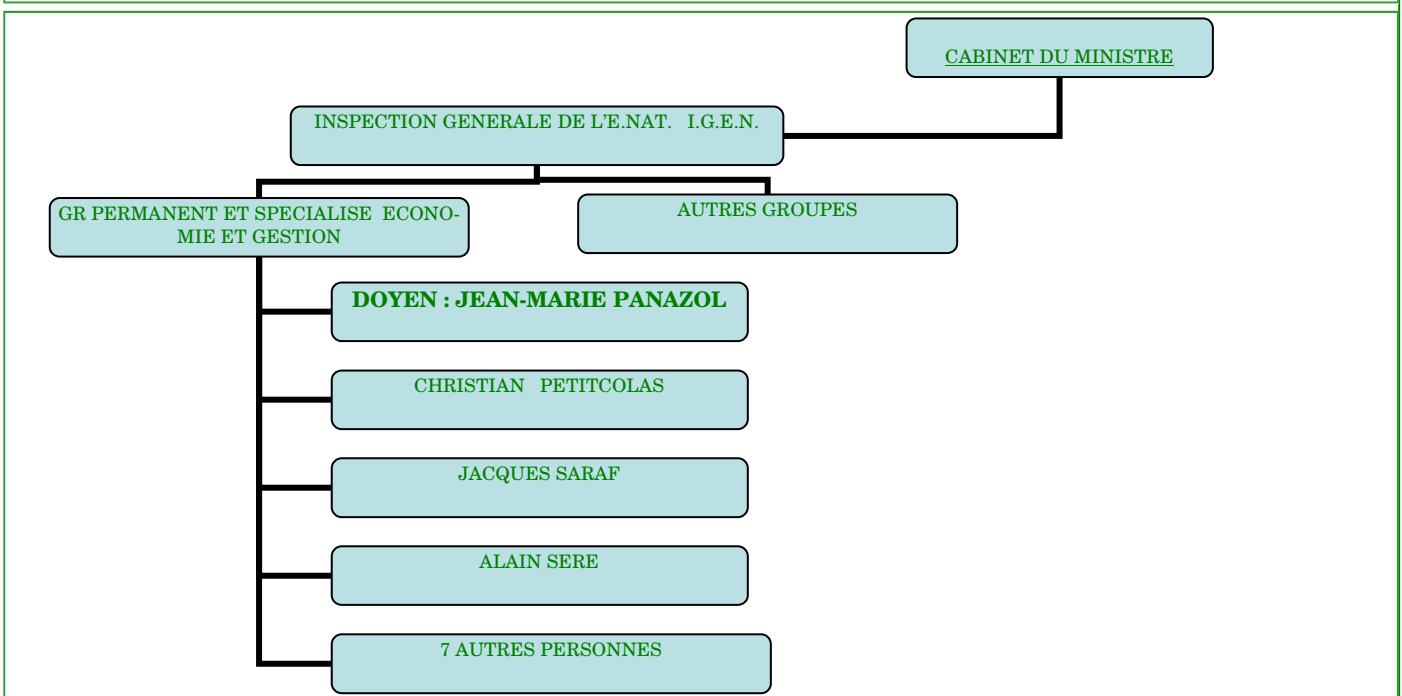 CABINET DU MINISTRE
INSPECTION GENERALE DE L'E.NAT. I.G.E.N.
GR PERMANENT ET SPECIALISE ECONO-
MIE ET GESTION
AUTRES GROUPES
DOYEN : JEAN-MARIE PANAZOL
CHRISTIAN PETITCOLAS
JACQUES SARAF
ALAIN SERE
7 AUTRES PERSONNES